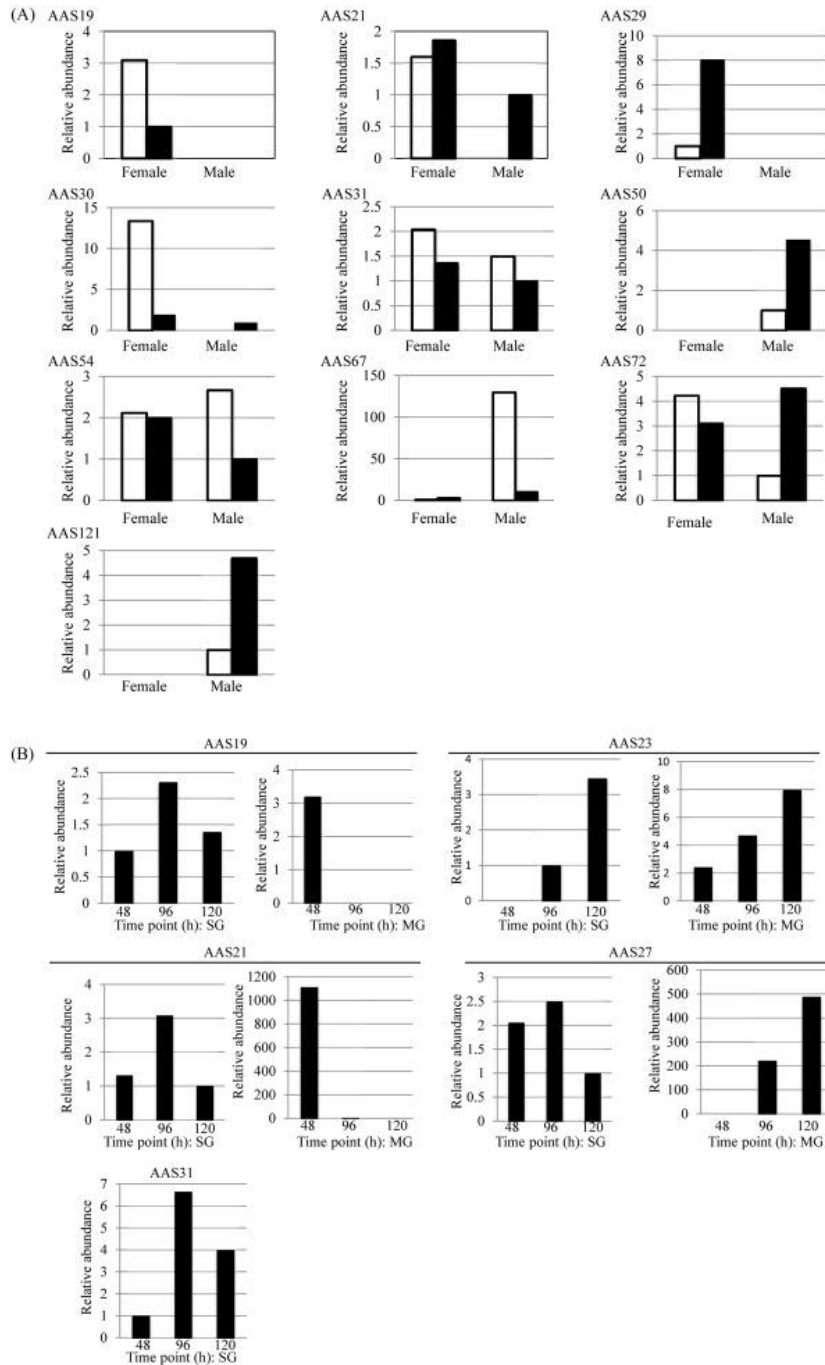 (A)
AAS19
Relative abundance
4
3
2
1
0
Female Male
AAS21
Relative abundance
2
1.5
1
0.5
0
Female Male
AAS29
Relative abundance
10
8
6
4
2
0
Female Male
AAS30
Relative abundance
15
10
5
0
Female Male
AAS31
Relative abundance
2.5
2
1.5
1
0.5
0
Female Male
AAS50
Relative abundance
6
4
2
0
Female Male
AAS54
Relative abundance
3
2
1
0
Female Male
AAS67
Relative abundance
150
100
50
0
Female Male
AAS72
Relative abundance
5
4
3
2
1
0
Female Male
AAS121
Relative abundance
5
4
3
2
1
0
Female Male
(B)
AAS19
Relative abundance
2.5
2
1.5
1
0.5
0
48 96 120
Time point (h): SG
Relative abundance
4
3
2
1
0
48 96 120
Time point (h): MG
AAS23
Relative abundance
4
3
2
1
0
48 96 120
Time point (h): SG
Relative abundance
10
8
6
4
2
0
48 96 120
Time point (h): MG
AAS21
Relative abundance
4
3
2
1
0
48 96 120
Time point (h): SG
Relative abundance
1200
1000
800
600
400
200
0
48 96 120
Time point (h): MG
AAS27
Relative abundance
3
2.5
2
1.5
1
0.5
0
48 96 120
Time point (h): SG
Relative abundance
600
500
400
300
200
100
0
48 96 120
Time point (h): MG
AAS31
Relative abundance
7
6
5
4
3
2
1
0
48 96 120
Time point (h): SG